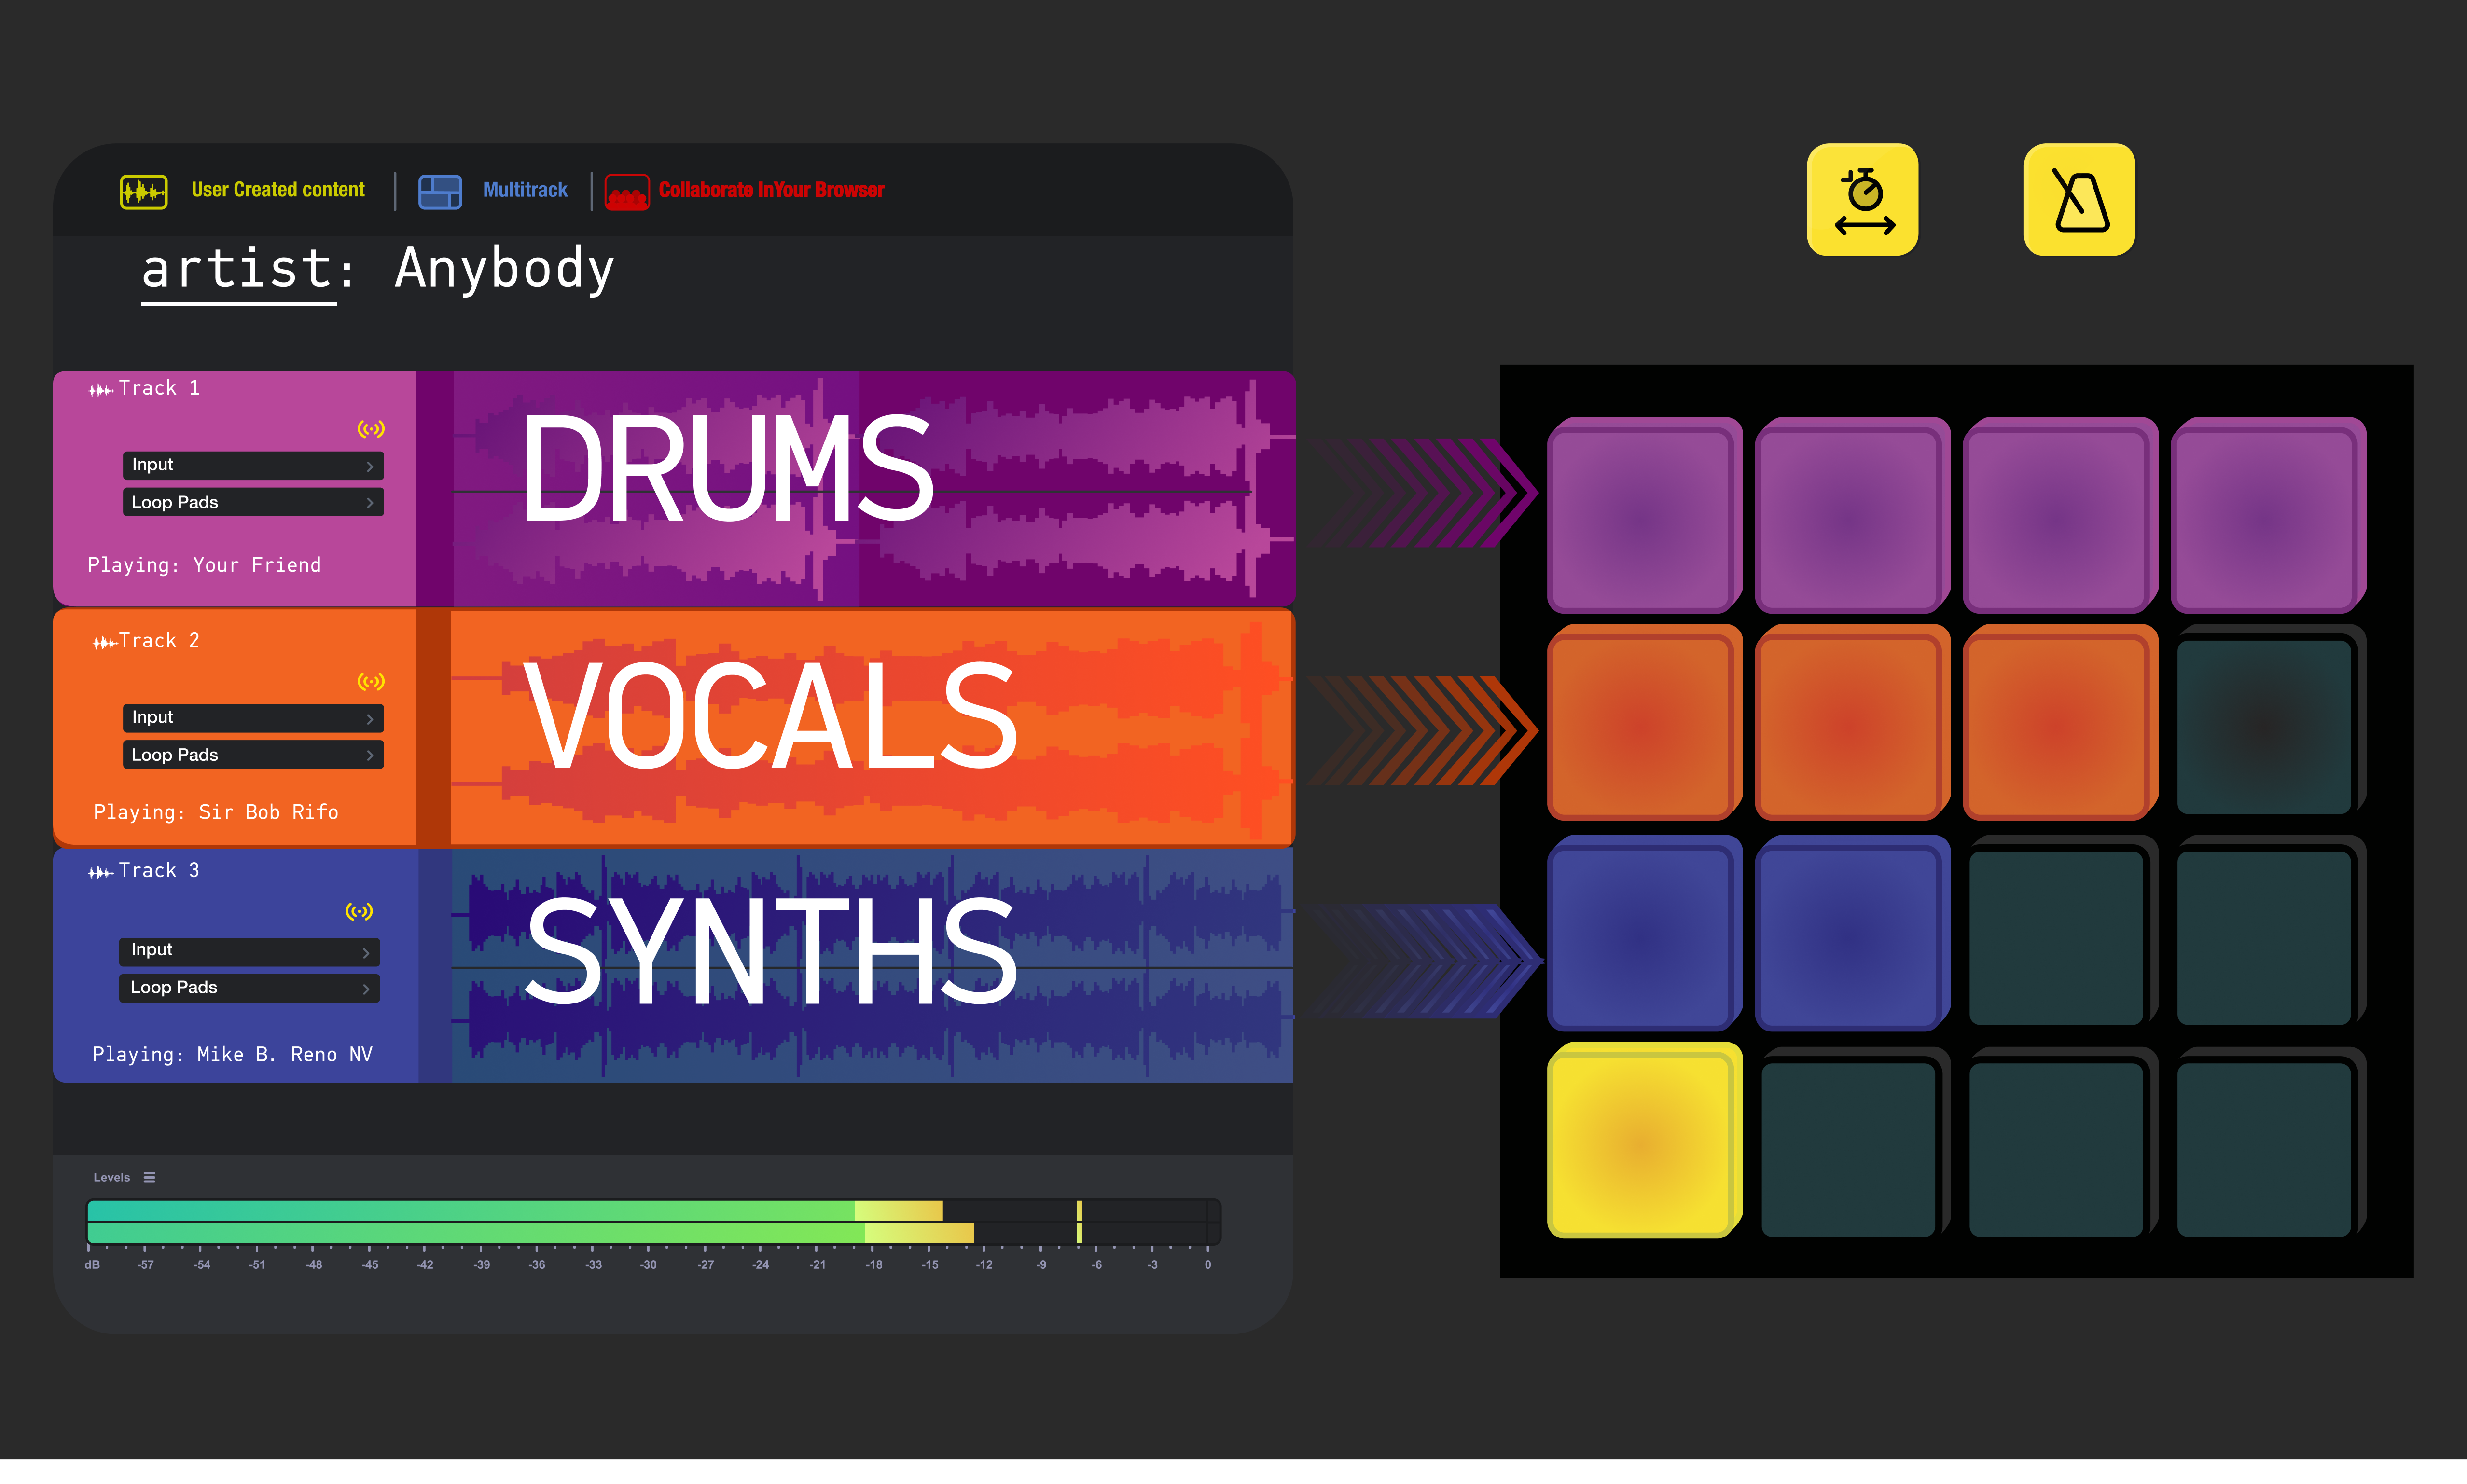 User Created content | Multitrack | Collaborate InYour Browser
artist: Anybody
Track 1
Input
Loop Pads
Playing: Your Friend
DRUMS
Track 2
Input
Loop Pads
Playing: Sir Bob Rifo
VOCALS
Track 3
Input
Loop Pads
Playing: Mike B. Reno NV
SYNTHS
Levels
dB -57 -54 -51 -48 -45 -42 -39 -36 -33 -30 -27 -24 -21 -18 -15 -12 -9 -6 -3 0